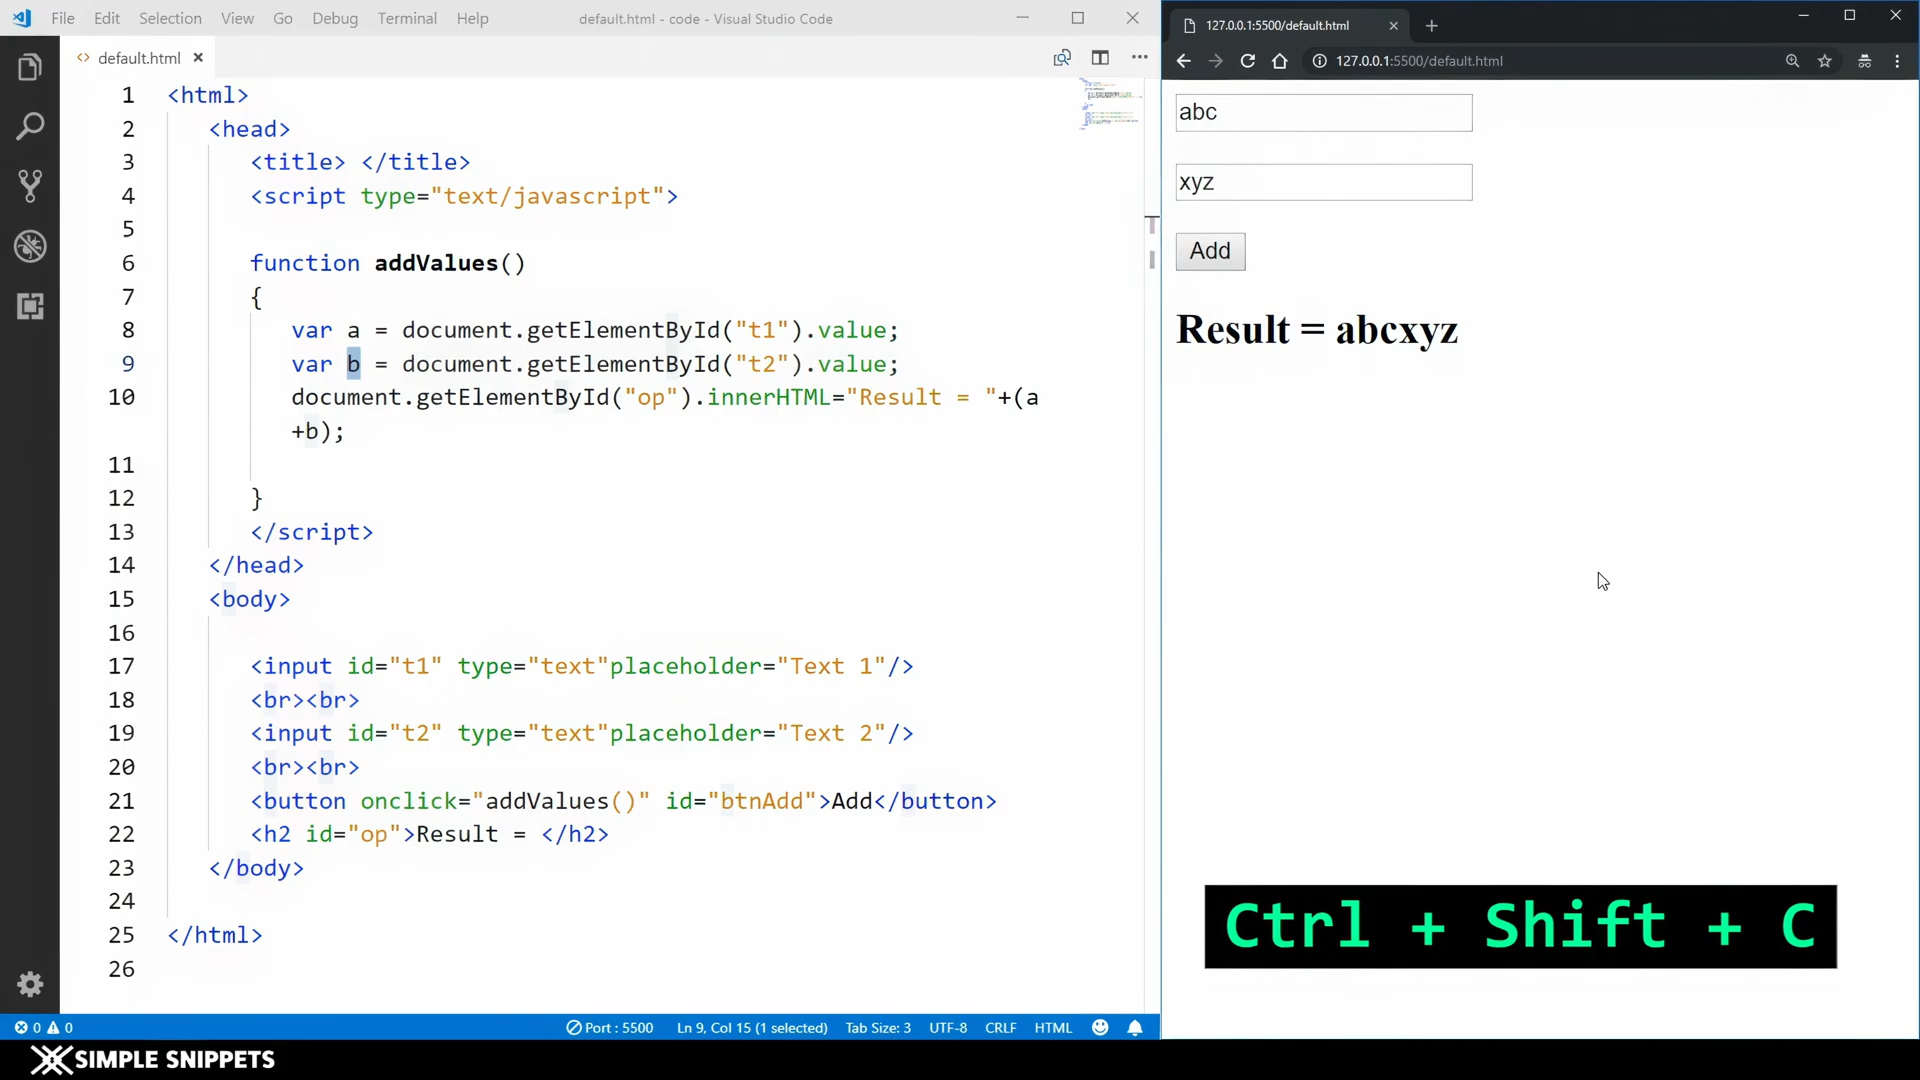 File Edit Selection View Go Debug Terminal Help default.html - code - Visual Studio Code
default.html
1 <html>
2 <head>
3 <title> </title>
4 <script type="text/javascript">
5
6 function addValues()
7 {
8 var a = document.getElementById("t1").value;
9 var b = document.getElementById("t2").value;
10 document.getElementById("op").innerHTML="Result = "+(a
+b);
11
12 }
13 </script>
14 </head>
15 <body>
16
17 <input id="t1" type="text"placeholder="Text 1"/>
18 <br><br>
19 <input id="t2" type="text"placeholder="Text 2"/>
20 <br><br>
21 <button onclick="addValues()" id="btnAdd">Add</button>
22 <h2 id="op">Result = </h2>
23 </body>
24
25 </html>
26
0 0 Port : 5500 Ln 9, Col 15 (1 selected) Tab Size: 3 UTF-8 CRLF HTML
127.0.0.1:5500/default.html
127.0.0.1:5500/default.html
abc
xyz
Add
Result = abcxyz
Ctrl + Shift + C
SIMPLE SNIPPETS